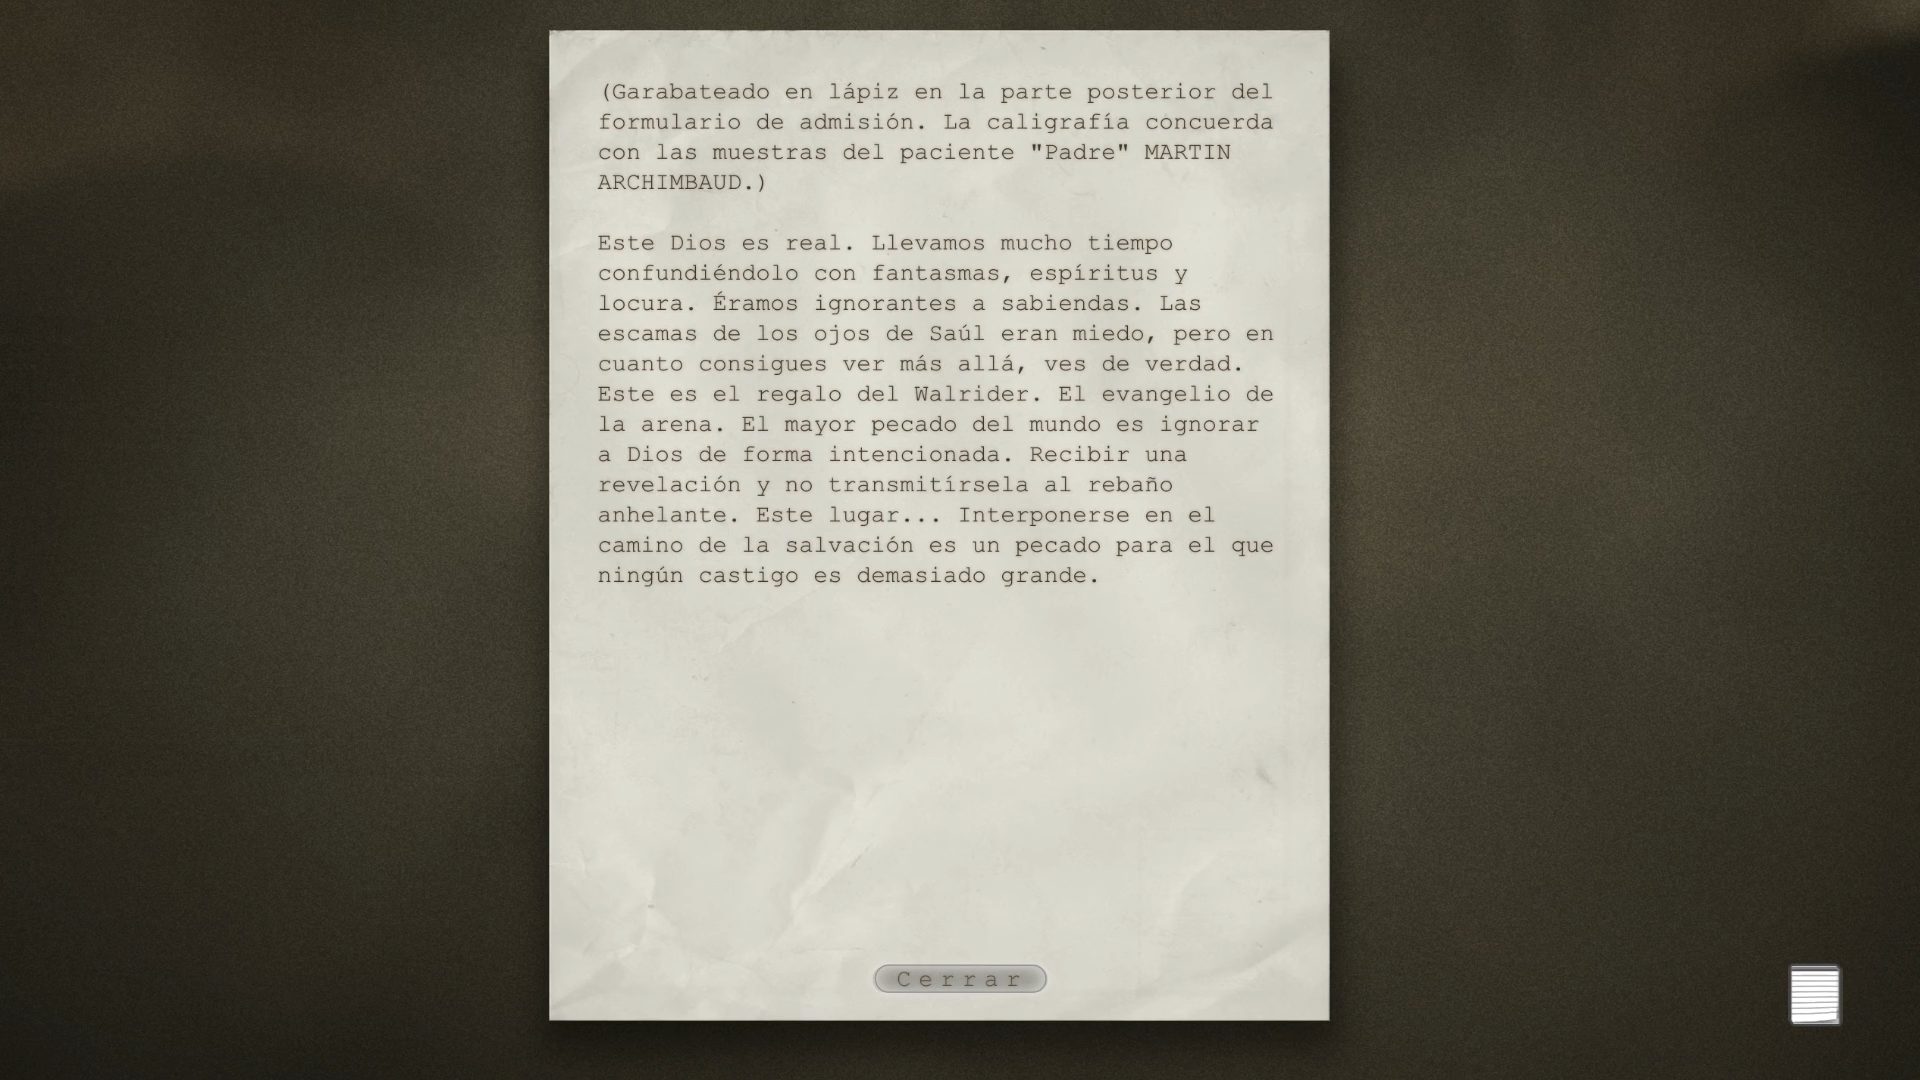 (Garabateado en lápiz en la parte posterior del
formulario de admisión. La caligrafía concuerda
con las muestras del paciente "Padre" MARTIN
ARCHIMBAUD.)
Este Dios es real. Llevamos mucho tiempo
confundiéndolo con fantasmas, espíritus y
locura. Éramos ignorantes a sabiendas. Las
escamas de los ojos de Saúl eran miedo, pero en
cuanto consigues ver más allá, ves de verdad.
Este es el regalo del Walrider. El evangelio de
la arena. El mayor pecado del mundo es ignorar
a Dios de forma intencionada. Recibir una
revelación y no transmitírsela al rebaño
anhelante. Este lugar... Interponerse en el
camino de la salvación es un pecado para el que
ningún castigo es demasiado grande.
Cerrar